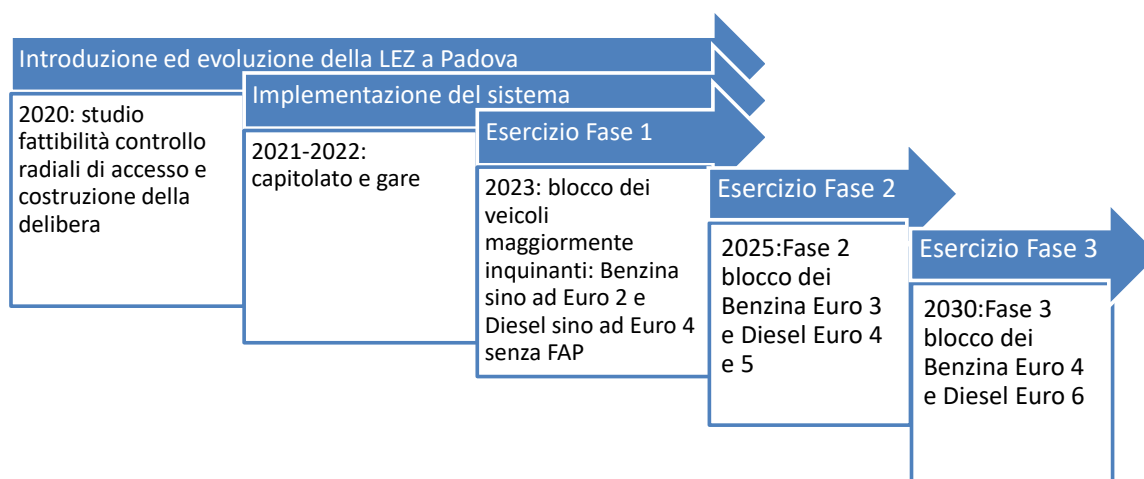 Introduzione ed evoluzione della LEZ a Padova
2020: studio
fattibilità controllo
radiali di accesso e
costruzione della
delibera
Implementazione del sistema
2021-2022:
capitolato e gare
Esercizio Fase 1
2023: blocco dei
veicoli
maggiormente
inquinanti: Benzina
sino ad Euro 2 e
Diesel sino ad Euro 4
senza FAP
Esercizio Fase 2
2025:Fase 2
blocco dei
Benzina Euro 3
e Diesel Euro 4
e 5
Esercizio Fase 3
2030:Fase 3
blocco dei
Benzina Euro 4
e Diesel Euro 6